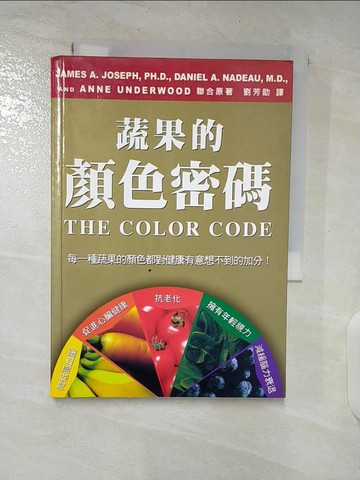 JAMES A. JOSEPH, PH.D., DANIEL A. NADEAU, M.D.,
AND ANNE UNDERWOOD 聯合原著 劉芳勛 譯
蔬果的
顏色密碼
THE COLOR CODE
每一種蔬果的顏色都對健康有意想不到的加分！
促進心臟健康
抗老化
擁有年輕視力
減緩腦力衰退